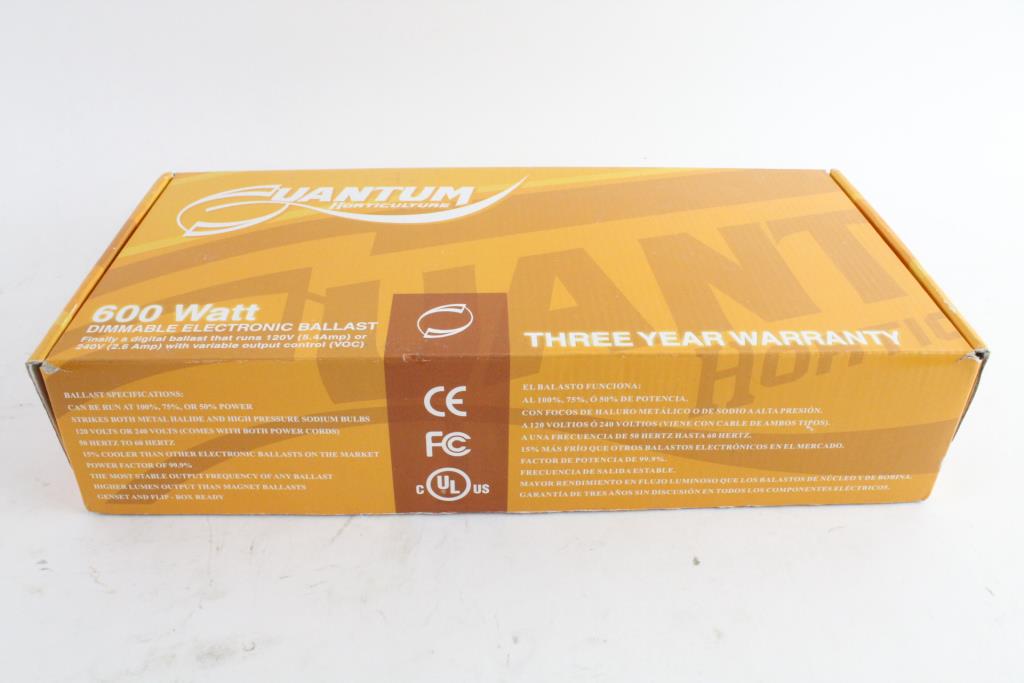 QUANTUM
HORTICULTURE
600 Watt
DIMMABLE ELECTRONIC BALLAST
Finally a digital ballast that runs 120V (5.4Amp) or
240V (2.6 Amp) with variable output control (VOC)
THREE YEAR WARRANTY
QUANT
HORTIC
BALLAST SPECIFICATIONS:
CAN BE RUN AT 100%, 75%, OR 50% POWER
STRIKES BOTH METAL HALIDE AND HIGH PRESSURE SODIUM BULBS
120 VOLTS OR 240 VOLTS (COMES WITH BOTH POWER CORDS)
50 HERTZ TO 60 HERTZ
15% COOLER THAN OTHER ELECTRONIC BALLASTS ON THE MARKET
POWER FACTOR OF 99.9%
THE MOST STABLE OUTPUT FREQUENCY OF ANY BALLAST
HIGHER LUMEN OUTPUT THAN MAGNET BALLASTS
GENSET AND FLIP - BOX READY
CE
FC
C UL US
EL BALASTO FUNCIONA:
AL 100%, 75%, Ó 50% DE POTENCIA.
CON FOCOS DE HALURO METÁLICO O DE SODIO A ALTA PRESIÓN.
A 120 VOLTIOS Ó 240 VOLTIOS (VIENE CON CABLE DE AMBOS TIPOS).
A UNA FRECUENCIA DE 50 HERTZ HASTA 60 HERTZ.
15% MÁS FRÍO QUE OTROS BALASTOS ELECTRÓNICOS EN EL MERCADO.
FACTOR DE POTENCIA DE 99.9%.
FRECUENCIA DE SALIDA ESTABLE.
MAYOR RENDIMIENTO EN FLUJO LUMINOSO QUE LOS BALASTOS DE NÚCLEO Y DE BOBINA.
GARANTÍA DE TRES AÑOS SIN DISCUSIÓN EN TODOS LOS COMPONENTES ELÉCTRICOS.